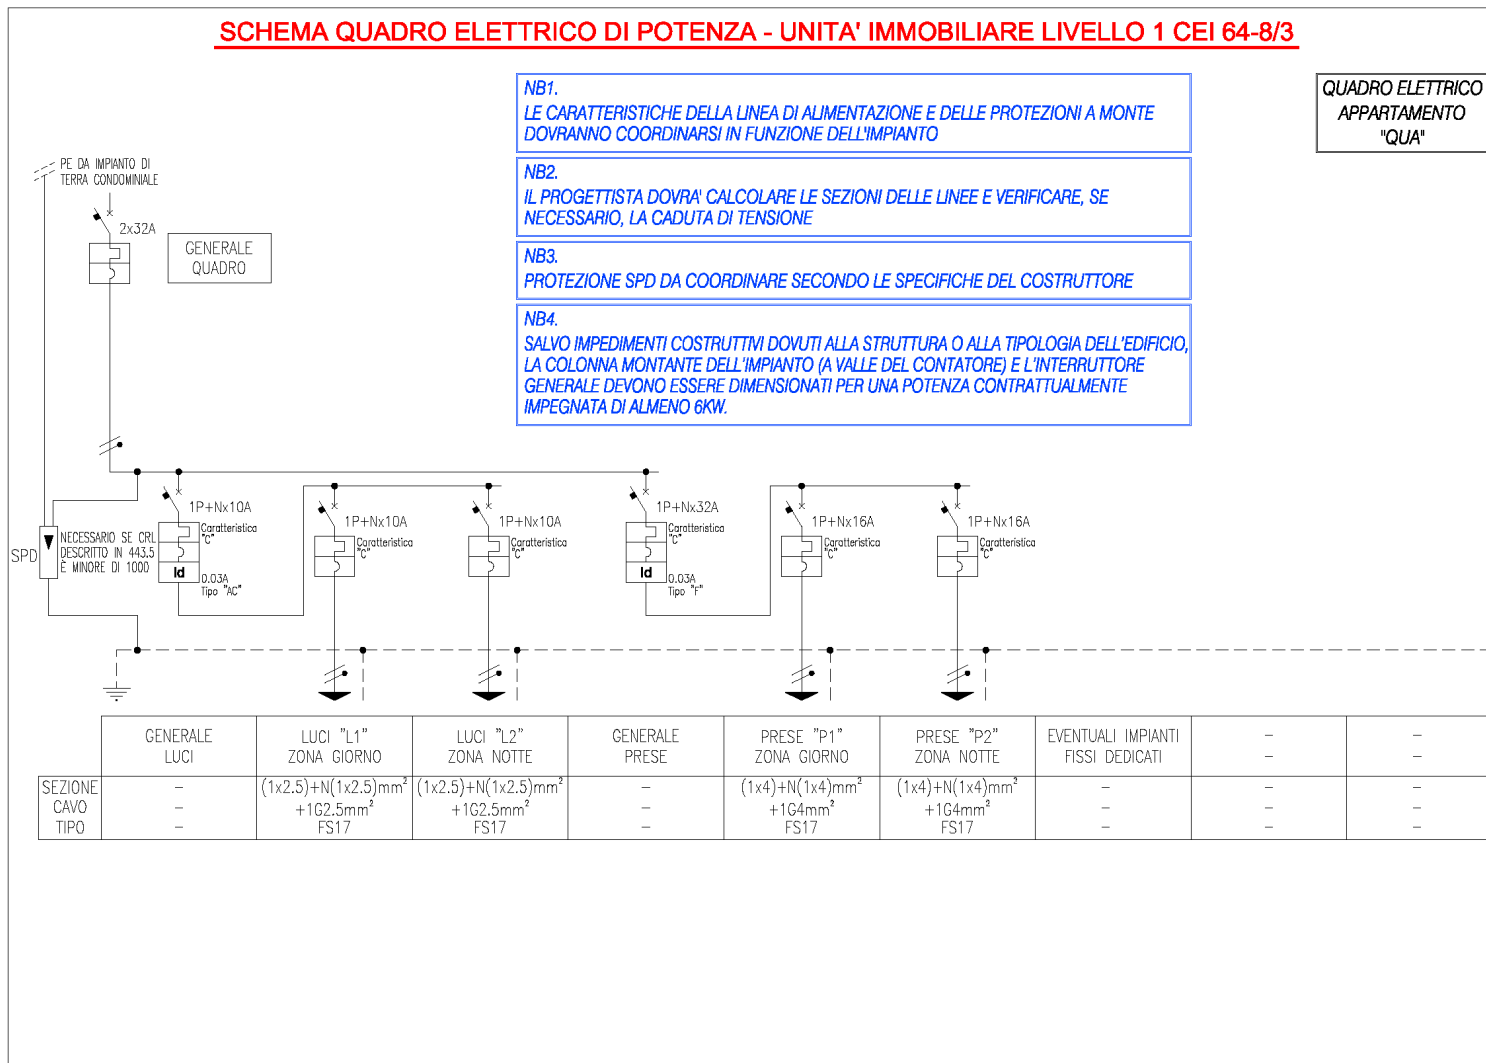 SCHEMA QUADRO ELETTRICO DI POTENZA - UNITA' IMMOBILIARE LIVELLO 1 CEI 64-8/3
NB1.
LE CARATTERISTICHE DELLA LINEA DI ALIMENTAZIONE E DELLE PROTEZIONI A MONTE
DOVRANNO COORDINARSI IN FUNZIONE DELL'IMPIANTO
NB2.
IL PROGETTISTA DOVRA' CALCOLARE LE SEZIONI DELLE LINEE E VERIFICARE, SE
NECESSARIO, LA CADUTA DI TENSIONE
NB3.
PROTEZIONE SPD DA COORDINARE SECONDO LE SPECIFICHE DEL COSTRUTTORE
NB4.
SALVO IMPEDIMENTI COSTRUTTIVI DOVUTI ALLA STRUTTURA O ALLA TIPOLOGIA DELL'EDIFICIO,
LA COLONNA MONTANTE DELL'IMPIANTO (A VALLE DEL CONTATORE) E L'INTERRUTTORE
GENERALE DEVONO ESSERE DIMENSIONATI PER UNA POTENZA CONTRATTUALMENTE
IMPEGNATA DI ALMENO 6KW.
QUADRO ELETTRICO
APPARTAMENTO
"QUA"
PE DA IMPIANTO DI
TERRA CONDOMINIALE
2x32A
GENERALE
QUADRO
SPD
NECESSARIO SE CRL
DESCRITTO IN 443.5
È MINORE DI 1000
1P+Nx10A
Caratteristica
"C"
Id
0.03A
Tipo "AC"
1P+Nx10A
Caratteristica
"C"
1P+Nx10A
Caratteristica
"C"
1P+Nx32A
Caratteristica
"C"
Id
0.03A
Tipo "F"
1P+Nx16A
Caratteristica
"C"
1P+Nx16A
Caratteristica
"C"
GENERALE
LUCI
LUCI "L1"
ZONA GIORNO
LUCI "L2"
ZONA NOTTE
GENERALE
PRESE
PRESE "P1"
ZONA GIORNO
PRESE "P2"
ZONA NOTTE
EVENTUALI IMPIANTI
FISSI DEDICATI
–
–
–
–
SEZIONE
CAVO
TIPO
–
–
–
(1x2.5)+N(1x2.5)mm²
+1G2.5mm²
FS17
(1x2.5)+N(1x2.5)mm²
+1G2.5mm²
FS17
–
–
–
(1x4)+N(1x4)mm²
+1G4mm²
FS17
(1x4)+N(1x4)mm²
+1G4mm²
FS17
–
–
–
–
–
–
–
–
–